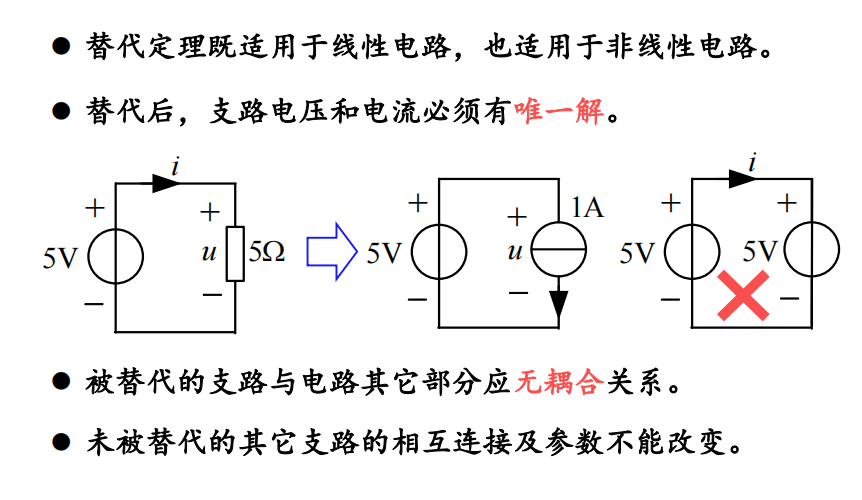 ● 替代定理既适用于线性电路，也适用于非线性电路。
● 替代后，支路电压和电流必须有唯一解。
i
+
5V
−
+
u
−
5Ω
+
5V
−
+
u
−
1A
i
+
5V
−
+
5V
−
● 被替代的支路与电路其它部分应无耦合关系。
● 未被替代的其它支路的相互连接及参数不能改变。